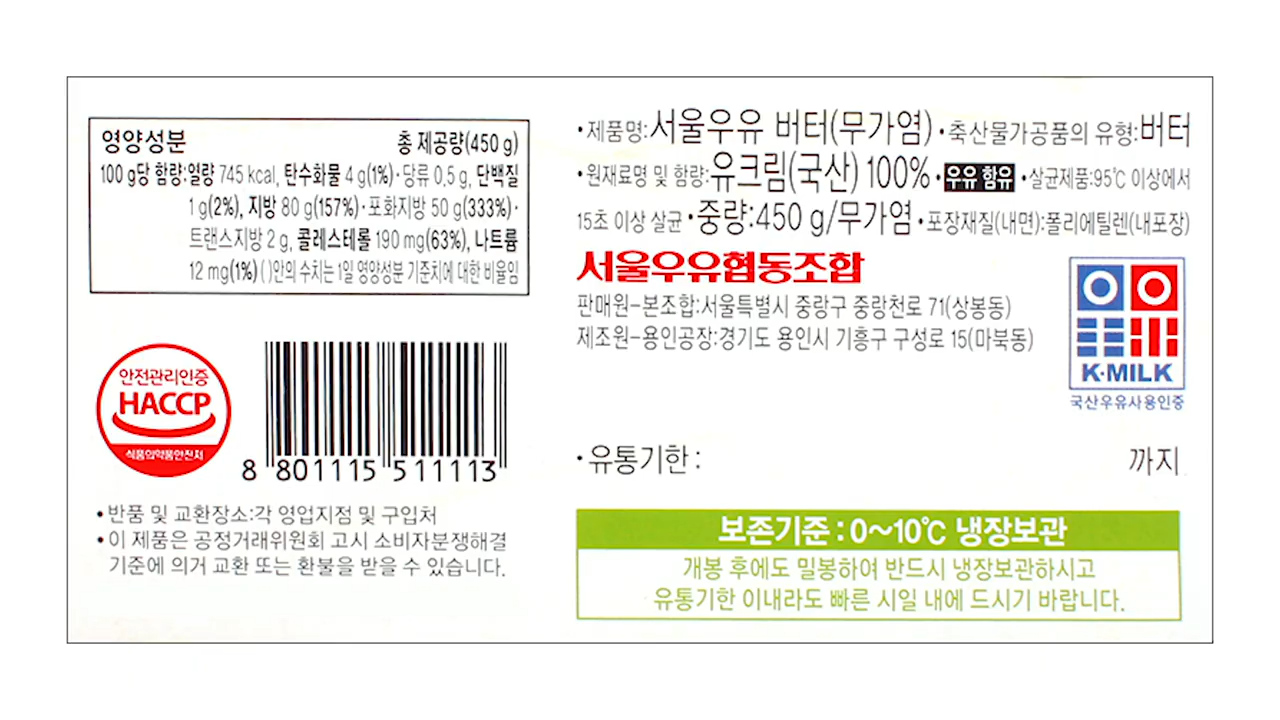 영양성분 총 제공량(450 g)
100 g당 함량:열량 745 kcal, 탄수화물 4 g(1%)·당류 0.5 g, 단백질
1 g(2%), 지방 80 g(157%)·포화지방 50 g(333%)·
트랜스지방 2 g, 콜레스테롤 190 mg(63%), 나트륨
12 mg(1%) ( )안의 수치는 1일 영양성분 기준치에 대한 비율임
안전관리인증
HACCP
식품의약품안전처
8 801115 511113
• 반품 및 교환장소:각 영업지점 및 구입처
• 이 제품은 공정거래위원회 고시 소비자분쟁해결
기준에 의거 교환 또는 환불을 받을 수 있습니다.
•제품명:서울우유 버터(무가염) •축산물가공품의 유형:버터
•원재료명 및 함량:유크림(국산) 100% •우유 함유 •살균제품:95℃ 이상에서
15초 이상 살균 •중량:450 g/무가염 •포장재질(내면):폴리에틸렌(내포장)
서울우유협동조합
판매원-본조합:서울특별시 중랑구 중랑천로 71(상봉동)
제조원-용인공장:경기도 용인시 기흥구 구성로 15(마북동)
K·MILK
국산우유사용인증
•유통기한 : 까지
보존기준 : 0~10℃ 냉장보관
개봉 후에도 밀봉하여 반드시 냉장보관하시고
유통기한 이내라도 빠른 시일 내에 드시기 바랍니다.